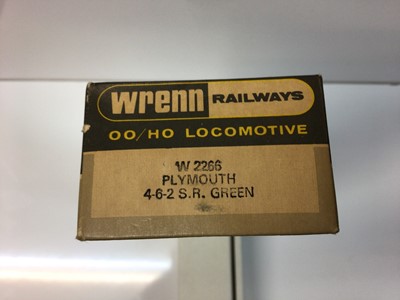 wrenn RAILWAYS
OO/HO LOCOMOTIVE
W 2266
PLYMOUTH
4-6-2 S.R. GREEN